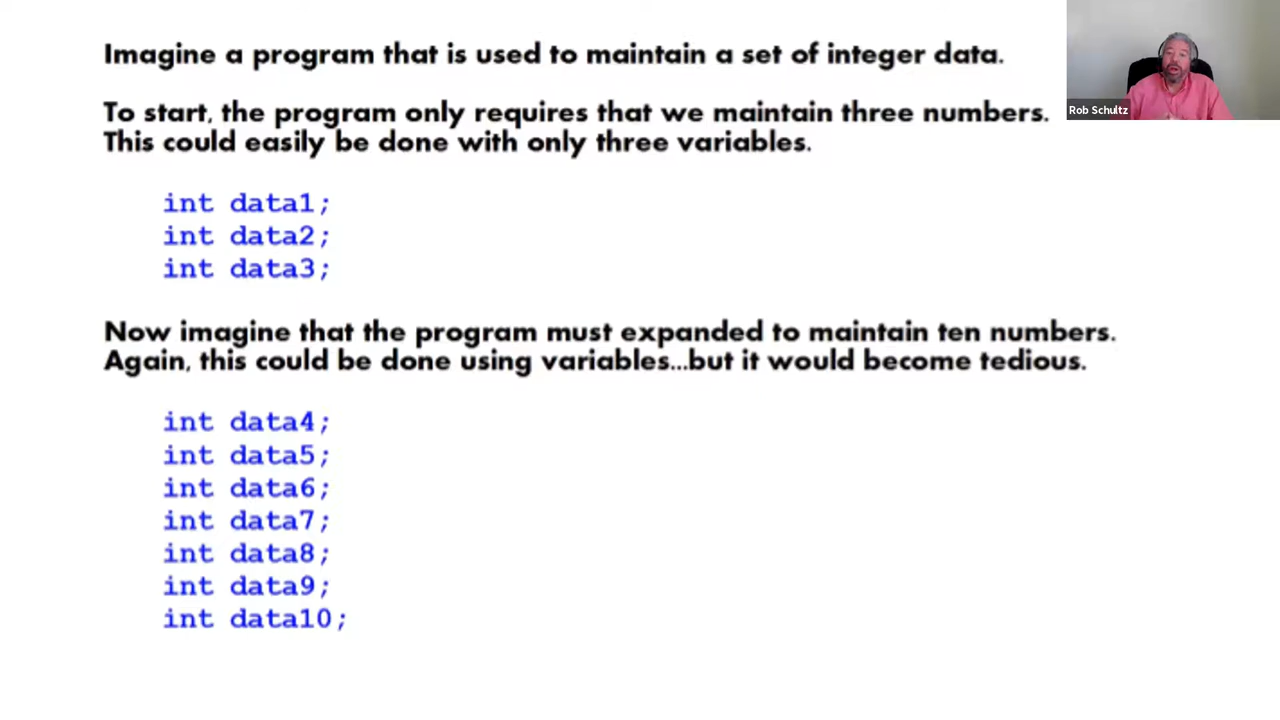 Imagine a program that is used to maintain a set of integer data.
To start, the program only requires that we maintain three numbers.
This could easily be done with only three variables.
int data1;
int data2;
int data3;
Now imagine that the program must expanded to maintain ten numbers.
Again, this could be done using variables...but it would become tedious.
int data4;
int data5;
int data6;
int data7;
int data8;
int data9;
int data10;
Rob Schultz